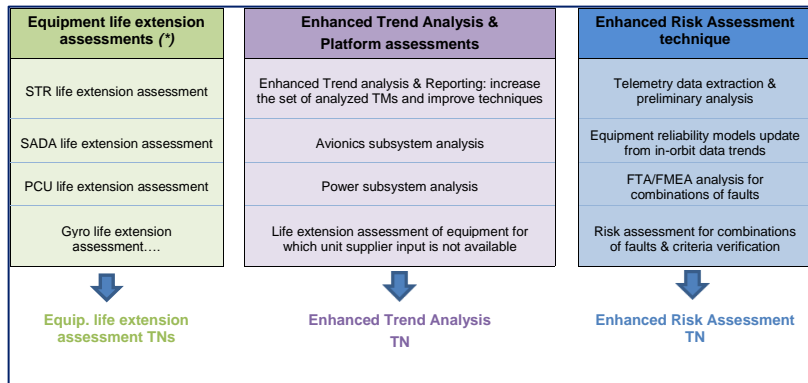 Equipment life extension
assessments (*)
STR life extension assessment
SADA life extension assessment
PCU life extension assessment
Gyro life extension
assessment….
Equip. life extension
assessment TNs
Enhanced Trend Analysis &
Platform assessments
Enhanced Trend analysis & Reporting: increase
the set of analyzed TMs and improve techniques
Avionics subsystem analysis
Power subsystem analysis
Life extension assessment of equipment for
which unit supplier input is not available
Enhanced Trend Analysis
TN
Enhanced Risk Assessment
technique
Telemetry data extraction &
preliminary analysis
Equipment reliability models update
from in-orbit data trends
FTA/FMEA analysis for
combinations of faults
Risk assessment for combinations
of faults & criteria verification
Enhanced Risk Assessment
TN